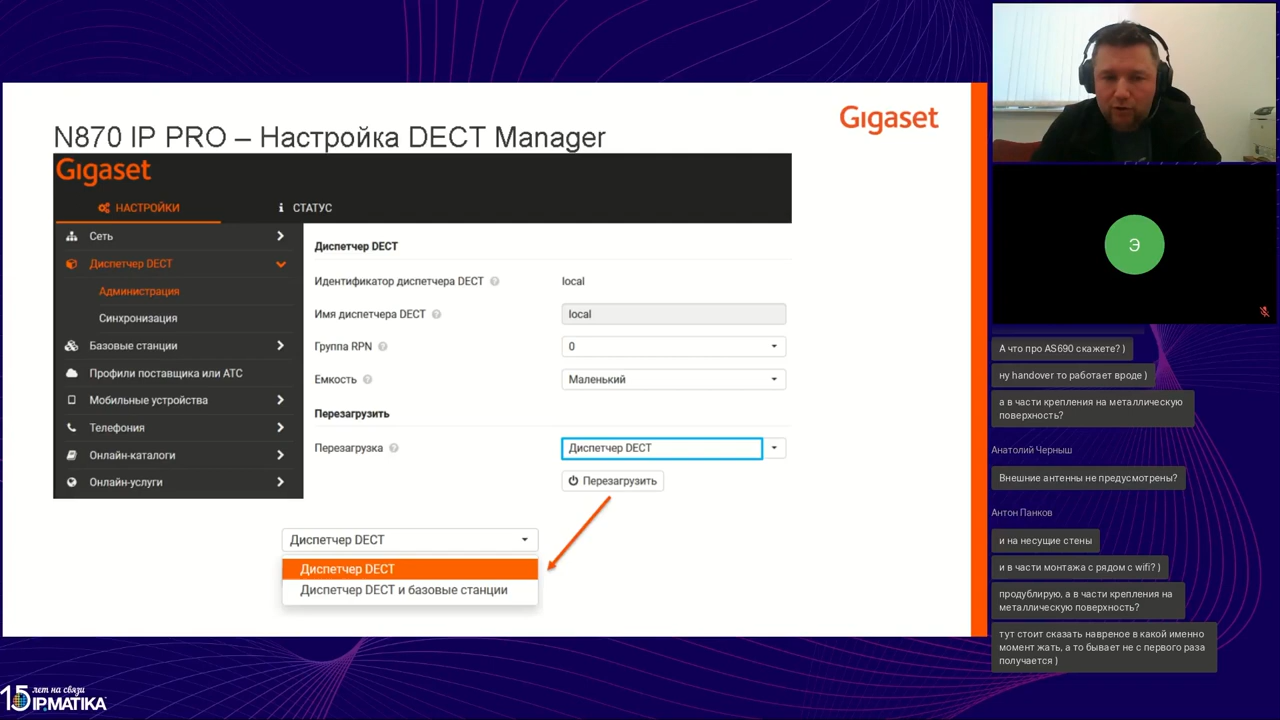 Gigaset
N870 IP PRO – Настройка DECT Manager
Gigaset
НАСТРОЙКИ
СТАТУС
Сеть
Диспетчер DECT
Администрация
Синхронизация
Базовые станции
Профили поставщика или АТС
Мобильные устройства
Телефония
Онлайн-каталоги
Онлайн-услуги
Диспетчер DECT
Идентификатор диспетчера DECT
local
Имя диспетчера DECT
local
Группа RPN
0
Емкость
Маленький
Перезагрузить
Перезагрузка
Диспетчер DECT
Перезагрузить
Диспетчер DECT
Диспетчер DECT
Диспетчер DECT и базовые станции
15 лет на связи
IPМАТИКА
Э
А что про AS690 скажете? )
ну handover то работает вроде )
а в части крепления на металлическую
поверхность?
Анатолий Черныш
Внешние антенны не предусмотрены?
Антон Панков
и на несущие стены
и в части монтажа с рядом с wifi? )
продублирую, а в части крепления на
металлическую поверхность?
тут стоит сказать навреное в какой именно
момент жать, а то бывает не с первого раза
получается )